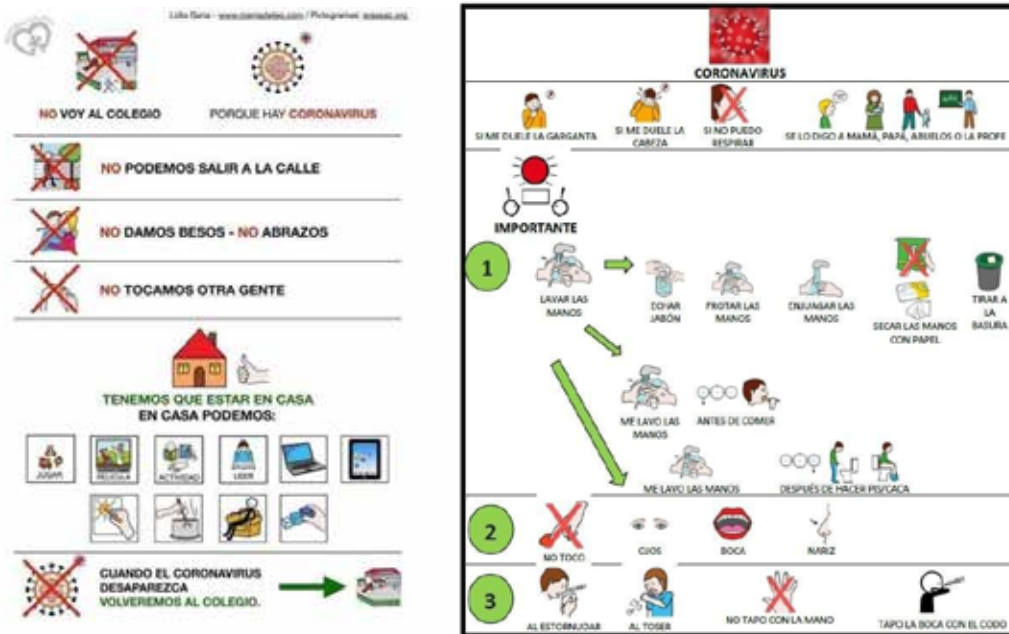 Lidia Gena - www.mamadeles.com / Pictogramas: arasaac.org
NO VOY AL COLEGIO
PORQUE HAY CORONAVIRUS
NO PODEMOS SALIR A LA CALLE
NO DAMOS BESOS - NO ABRAZOS
NO TOCAMOS OTRA GENTE
TENEMOS QUE ESTAR EN CASA
EN CASA PODEMOS:
JUGAR
PELÍCULA
ACTIVIDAD
LEER
CUANDO EL CORONAVIRUS
DESAPAREZCA
VOLVEREMOS AL COLEGIO.
CORONAVIRUS
SI ME DUELE LA GARGANTA
SI ME DUELE LA
CABEZA
SI NO PUEDO
RESPIRAR
SE LO DIGO A MAMÁ, PAPÁ, ABUELOS O LA PROFE
IMPORTANTE
1
LAVAR LAS
MANOS
ECHAR
JABÓN
FROTAR LAS
MANOS
ENJUAGAR LAS
MANOS
SECAR LAS MANOS
CON PAPEL
TIRAR A
LA
BASURA
ME LAVO LAS
MANOS
ANTES DE COMER
ME LAVO LAS MANOS
DESPUÉS DE HACER PIS/CACA
2
NO TOCO
OJOS
BOCA
NARIZ
3
AL ESTORNUDAR
AL TOSER
NO TAPO CON LA MANO
TAPO LA BOCA CON EL CODO